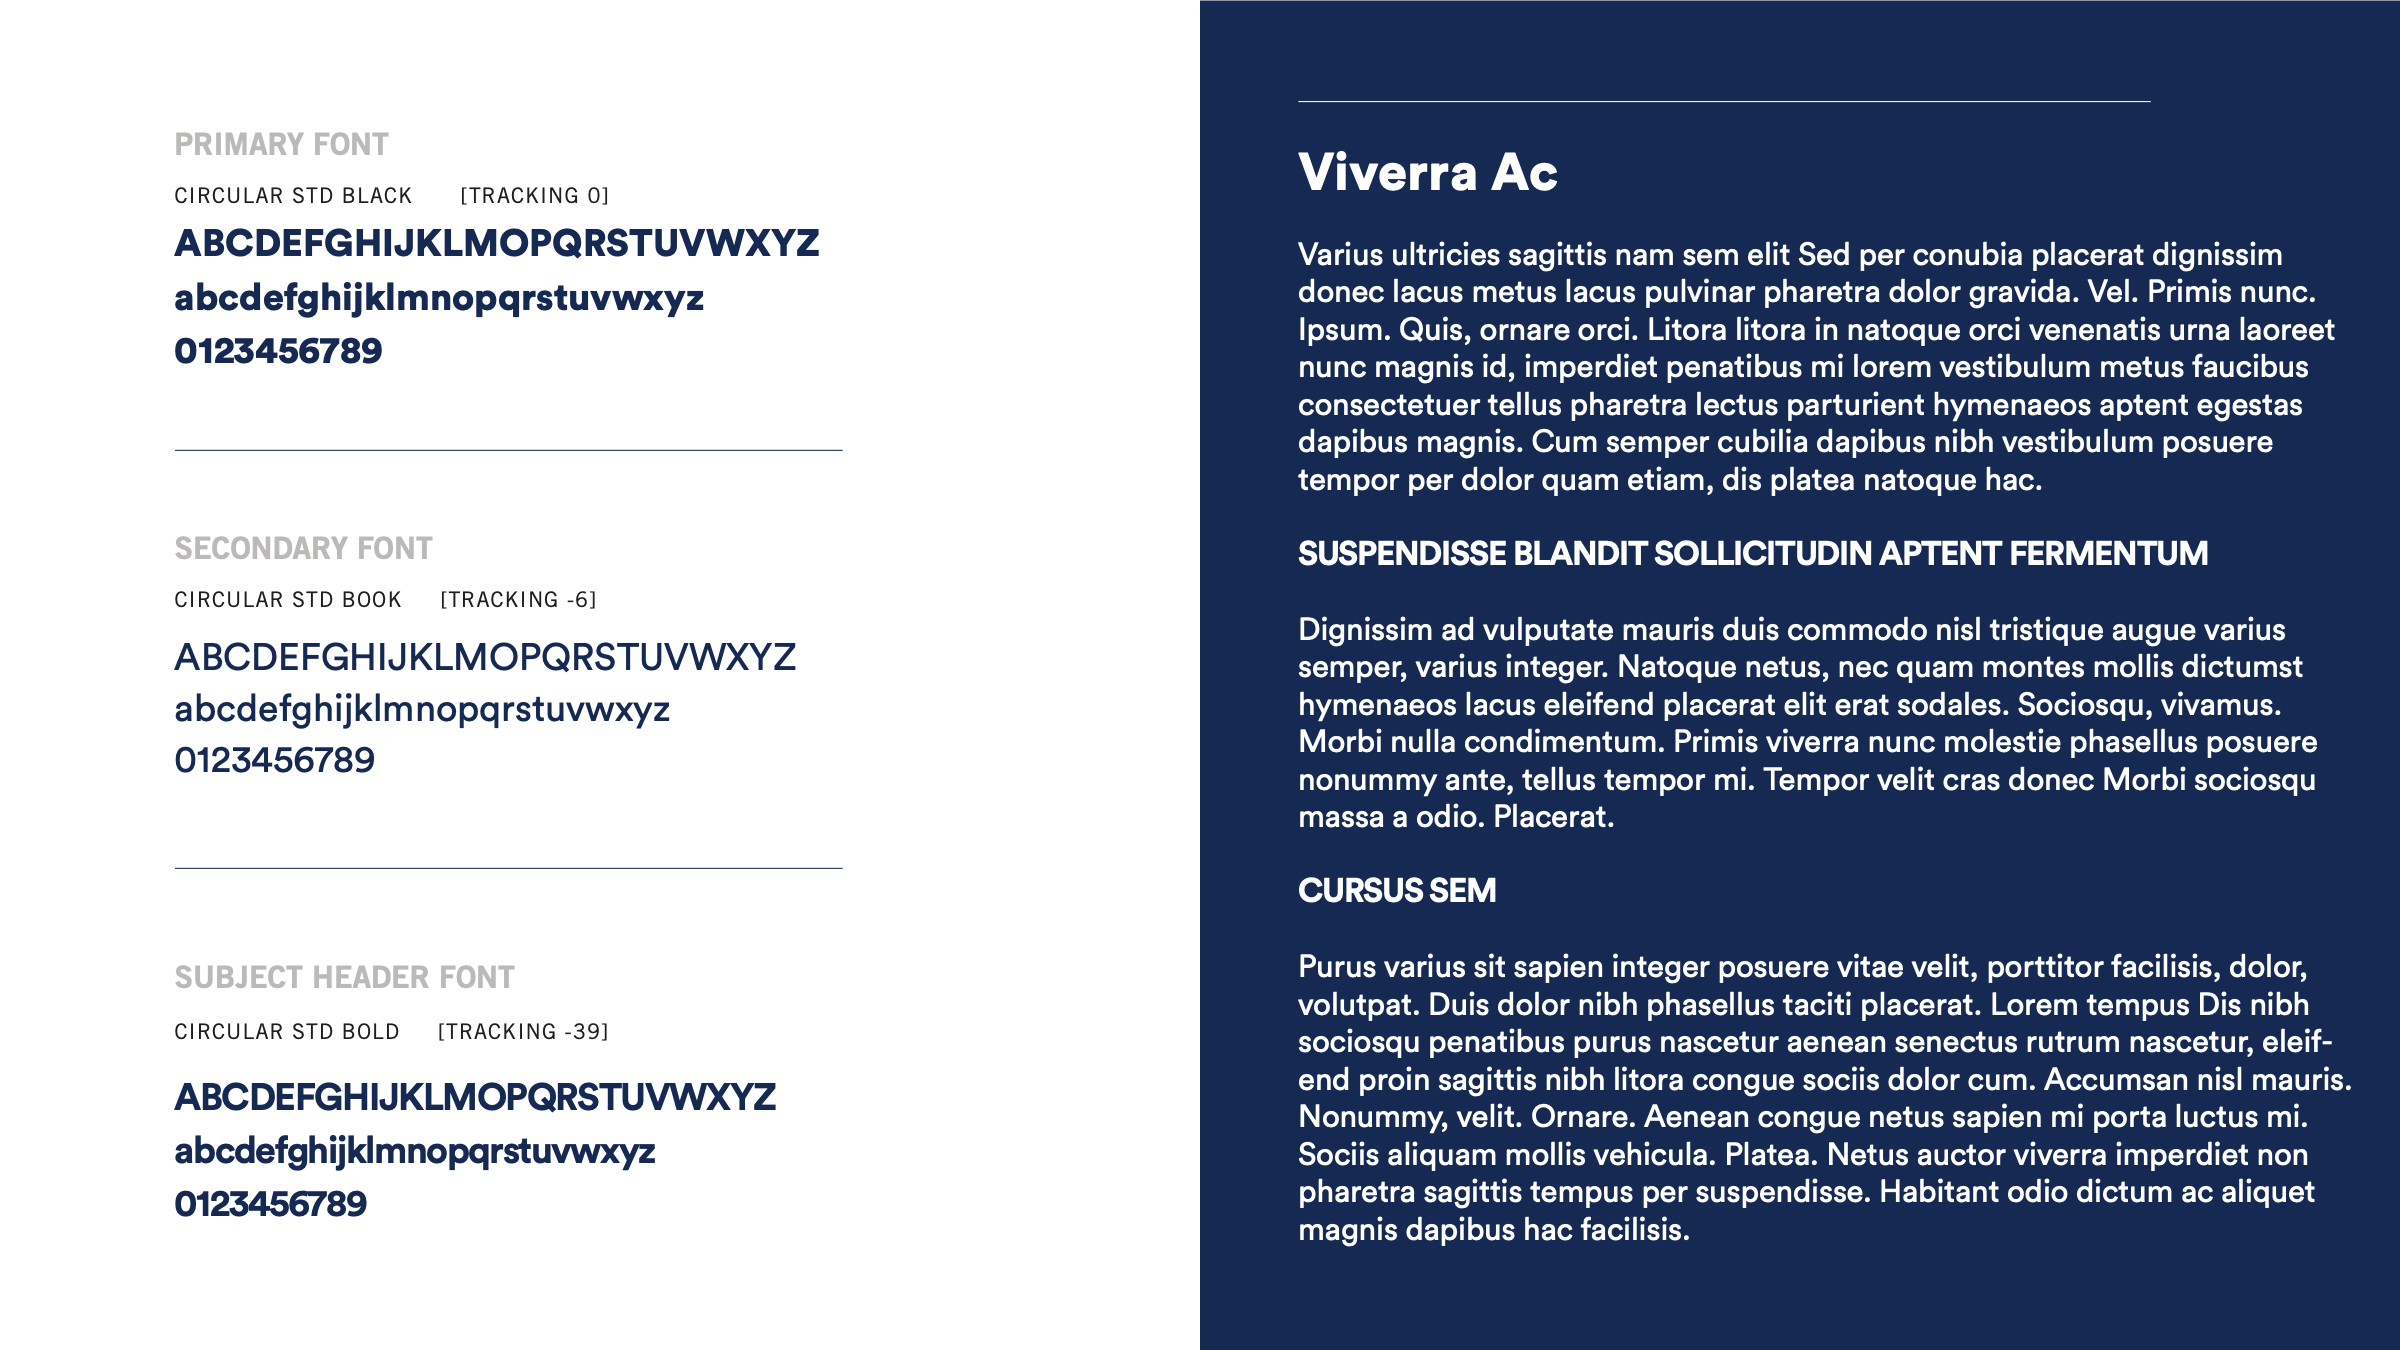 PRIMARY FONT
CIRCULAR STD BLACK [TRACKING 0]
ABCDEFGHIJKLMOPQRSTUVWXYZ
abcdefghijklmnopqrstuvwxyz
0123456789
SECONDARY FONT
CIRCULAR STD BOOK [TRACKING -6]
ABCDEFGHIJKLMOPQRSTUVWXYZ
abcdefghijklmnopqrstuvwxyz
0123456789
SUBJECT HEADER FONT
CIRCULAR STD BOLD [TRACKING -39]
ABCDEFGHIJKLMOPQRSTUVWXYZ
abcdefghijklmnopqrstuvwxyz
0123456789
Viverra Ac
Varius ultricies sagittis nam sem elit Sed per conubia placerat dignissim
donec lacus metus lacus pulvinar pharetra dolor gravida. Vel. Primis nunc.
Ipsum. Quis, ornare orci. Litora litora in natoque orci venenatis urna laoreet
nunc magnis id, imperdiet penatibus mi lorem vestibulum metus faucibus
consectetuer tellus pharetra lectus parturient hymenaeos aptent egestas
dapibus magnis. Cum semper cubilia dapibus nibh vestibulum posuere
tempor per dolor quam etiam, dis platea natoque hac.
SUSPENDISSE BLANDIT SOLLICITUDIN APTENT FERMENTUM
Dignissim ad vulputate mauris duis commodo nisl tristique augue varius
semper, varius integer. Natoque netus, nec quam montes mollis dictumst
hymenaeos lacus eleifend placerat elit erat sodales. Sociosqu, vivamus.
Morbi nulla condimentum. Primis viverra nunc molestie phasellus posuere
nonummy ante, tellus tempor mi. Tempor velit cras donec Morbi sociosqu
massa a odio. Placerat.
CURSUS SEM
Purus varius sit sapien integer posuere vitae velit, porttitor facilisis, dolor,
volutpat. Duis dolor nibh phasellus taciti placerat. Lorem tempus Dis nibh
sociosqu penatibus purus nascetur aenean senectus rutrum nascetur, eleif-
end proin sagittis nibh litora congue sociis dolor cum. Accumsan nisl mauris.
Nonummy, velit. Ornare. Aenean congue netus sapien mi porta luctus mi.
Sociis aliquam mollis vehicula. Platea. Netus auctor viverra imperdiet non
pharetra sagittis tempus per suspendisse. Habitant odio dictum ac aliquet
magnis dapibus hac facilisis.